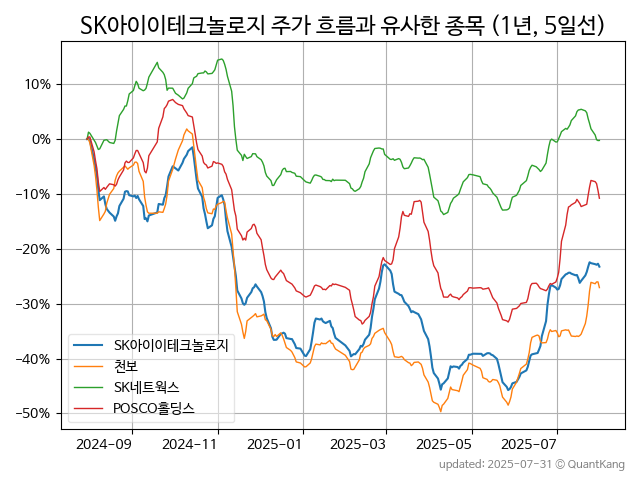 SK아이이테크놀로지 주가 흐름과 유사한 종목 (1년, 5일선)
10%
0%
−10%
−20%
−30%
−40%
−50%
SK아이이테크놀로지
천보
SK네트웍스
POSCO홀딩스
2024-09
2024-11
2025-01
2025-03
2025-05
2025-07
updated: 2025-07-31 © QuantKang